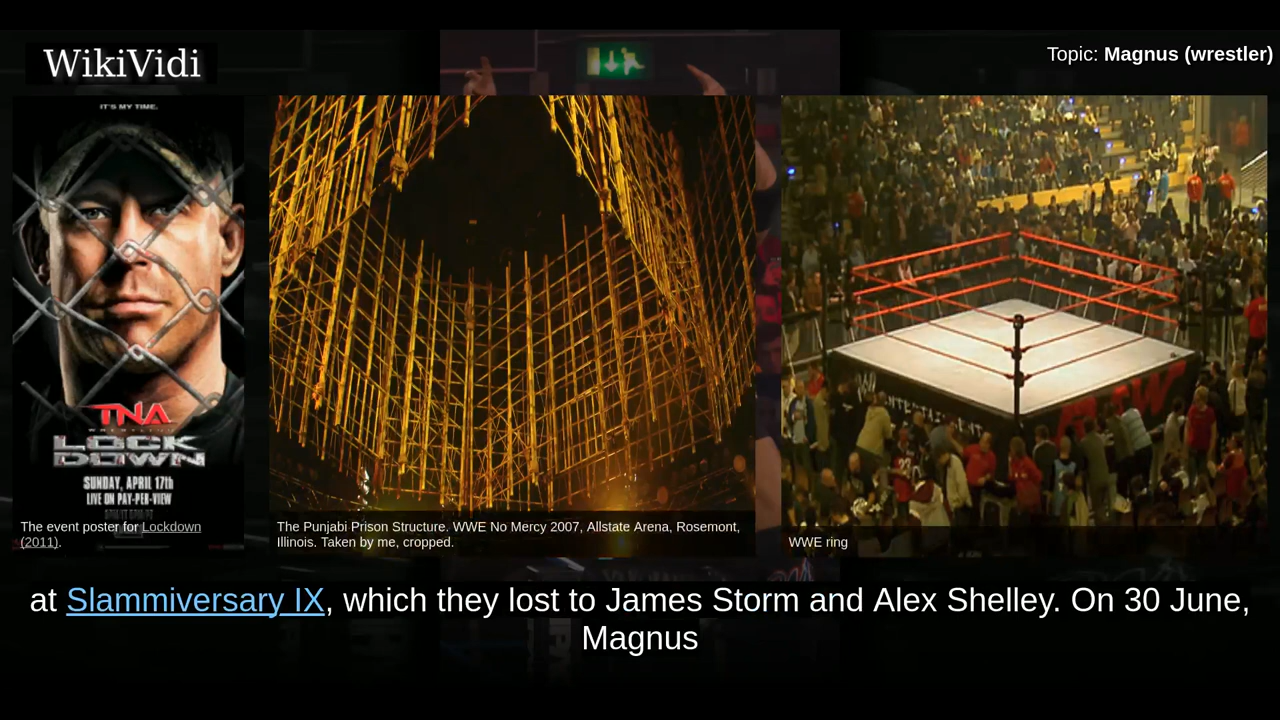 WikiVidi
Topic: Magnus (wrestler)
IT'S MY TIME.
TNA
LOCK
DOWN
SUNDAY, APRIL 17th
LIVE ON PAY-PER-VIEW
The event poster for Lockdown
(2011).
The Punjabi Prison Structure. WWE No Mercy 2007, Allstate Arena, Rosemont,
Illinois. Taken by me, cropped.
WWE ring
at Slammiversary IX, which they lost to James Storm and Alex Shelley. On 30 June,
Magnus